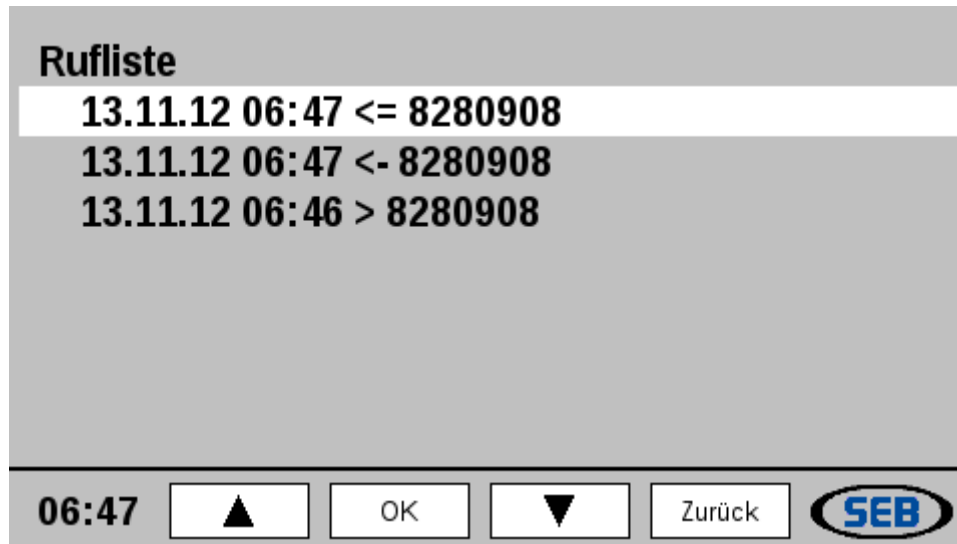 Rufliste
13.11.12 06:47 <= 8280908
13.11.12 06:47 <- 8280908
13.11.12 06:46 > 8280908
06:47 ▲ OK ▼ Zurück SEB